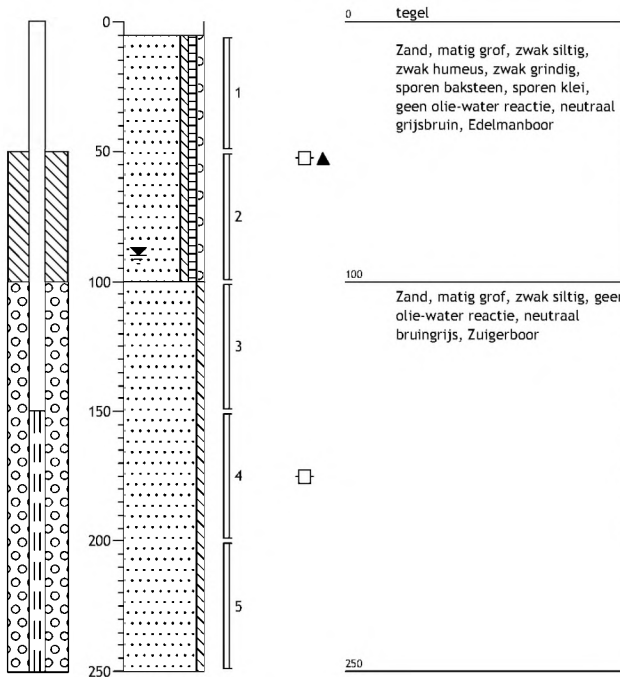 0
50
100
150
200
250
1
2
3
4
5
0 tegel
Zand, matig grof, zwak siltig,
zwak humeus, zwak grindig,
sporen baksteen, sporen klei,
geen olie-water reactie, neutraal
grijsbruin, Edelmanboor
100
Zand, matig grof, zwak siltig, geen
olie-water reactie, neutraal
bruingrijs, Zuigerboor
250